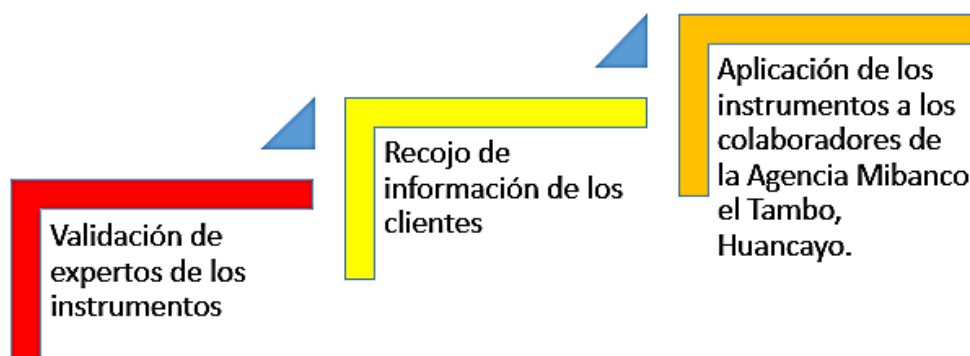 Validación de
expertos de los
instrumentos
Recojo de
información de los
clientes
Aplicación de los
instrumentos a los
colaboradores de
la Agencia Mibanco
el Tambo,
Huancayo.